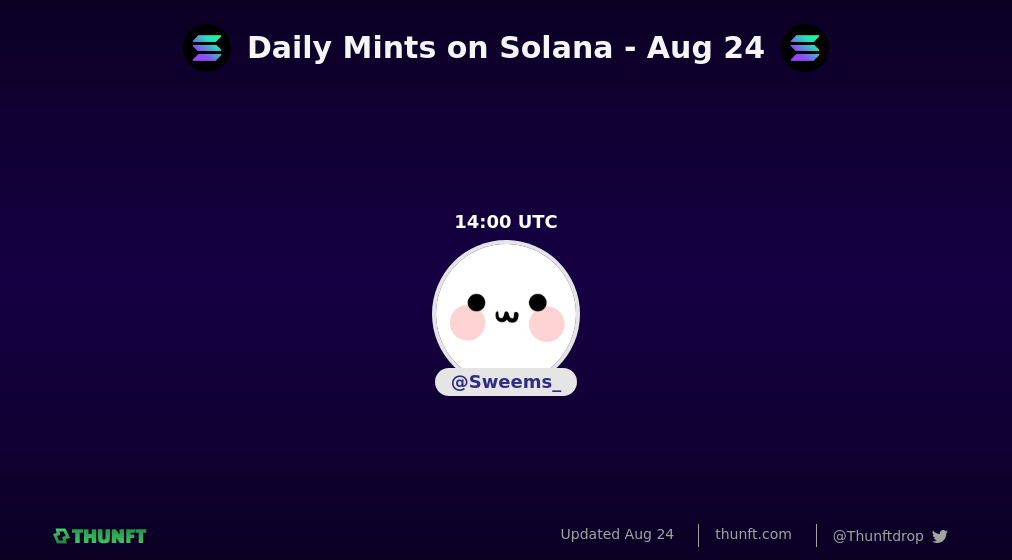 Daily Mints on Solana - Aug 24
14:00 UTC
@Sweems_
THUNFT
Updated Aug 24
thunft.com
@Thunftdrop